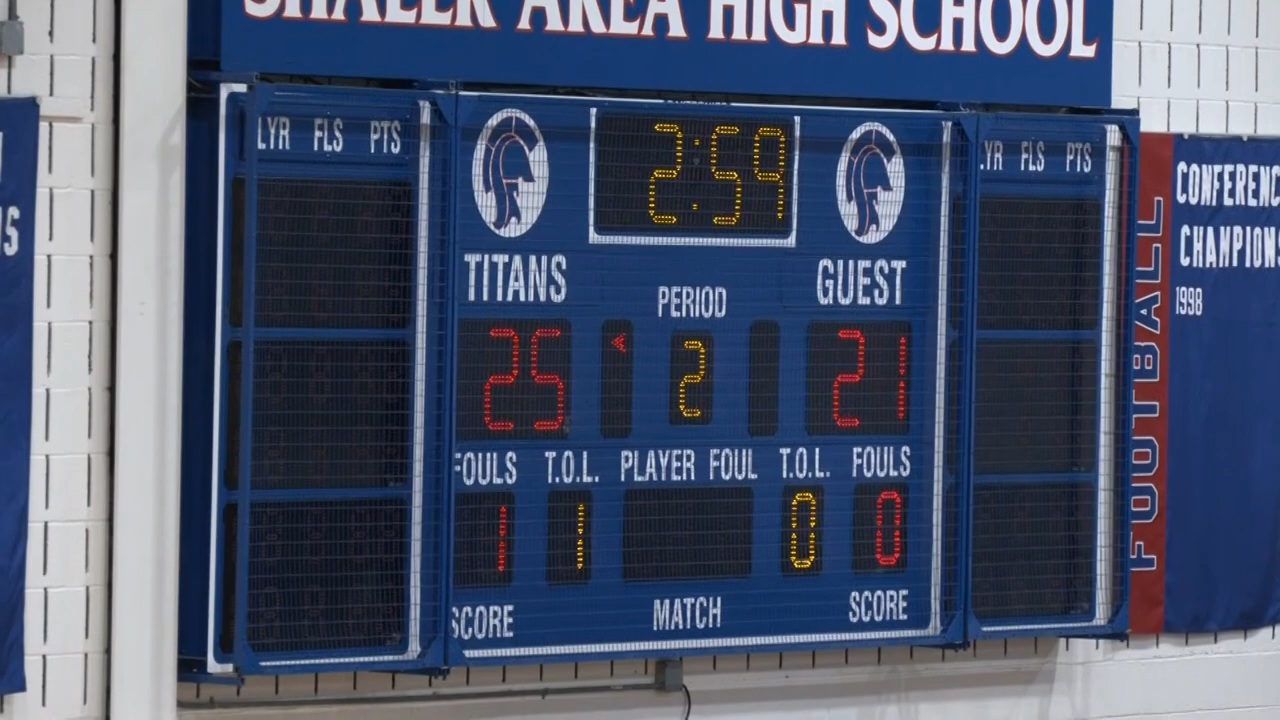 SHALER AREA HIGH SCHOOL
LYR FLS PTS
2:59
LYR FLS PTS
TITANS
PERIOD
GUEST
25
2
21
FOULS T.O.L. PLAYER FOUL T.O.L. FOULS
1 1 0 0
SCORE MATCH SCORE
FOOTBALL
CONFERENC
CHAMPIONS
1998
S